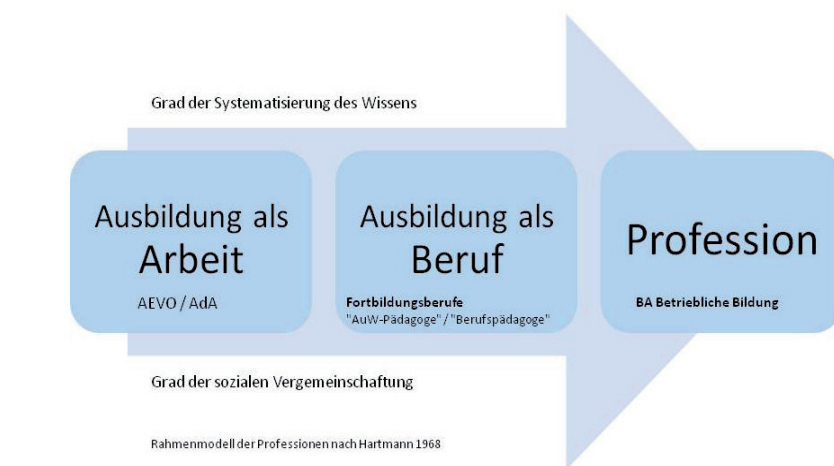 Grad der Systematisierung des Wissens
Ausbildung als
Arbeit
AEVO / AdA
Ausbildung als
Beruf
Fortbildungsberufe
"AuW-Pädagoge" / "Berufspädagoge"
Profession
BA Betriebliche Bildung
Grad der sozialen Vergemeinschaftung
Rahmenmodell der Professionen nach Hartmann 1968